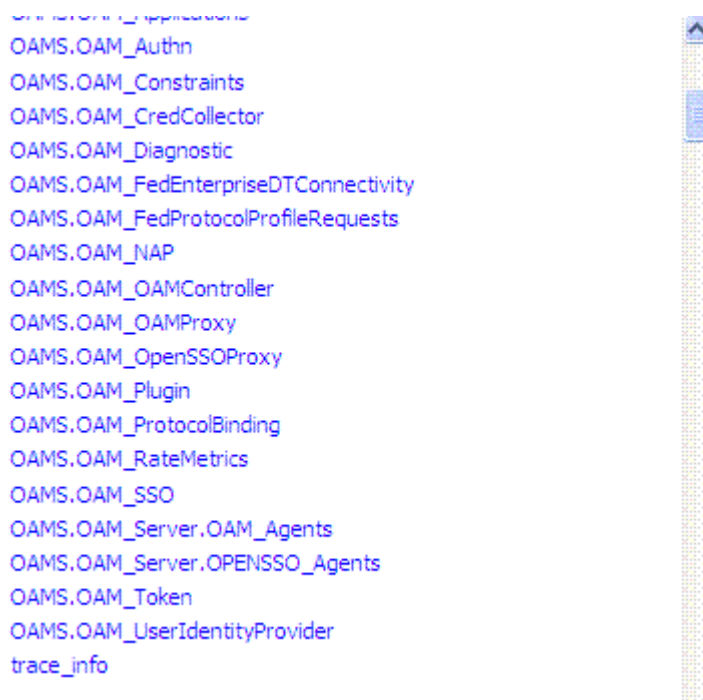 OAMS.OAM_Applications
OAMS.OAM_Authn
OAMS.OAM_Constraints
OAMS.OAM_CredCollector
OAMS.OAM_Diagnostic
OAMS.OAM_FedEnterpriseDTConnectivity
OAMS.OAM_FedProtocolProfileRequests
OAMS.OAM_NAP
OAMS.OAM_OAMController
OAMS.OAM_OAMProxy
OAMS.OAM_OpenSSOProxy
OAMS.OAM_Plugin
OAMS.OAM_ProtocolBinding
OAMS.OAM_RateMetrics
OAMS.OAM_SSO
OAMS.OAM_Server.OAM_Agents
OAMS.OAM_Server.OPENSSO_Agents
OAMS.OAM_Token
OAMS.OAM_UserIdentityProvider
trace_info